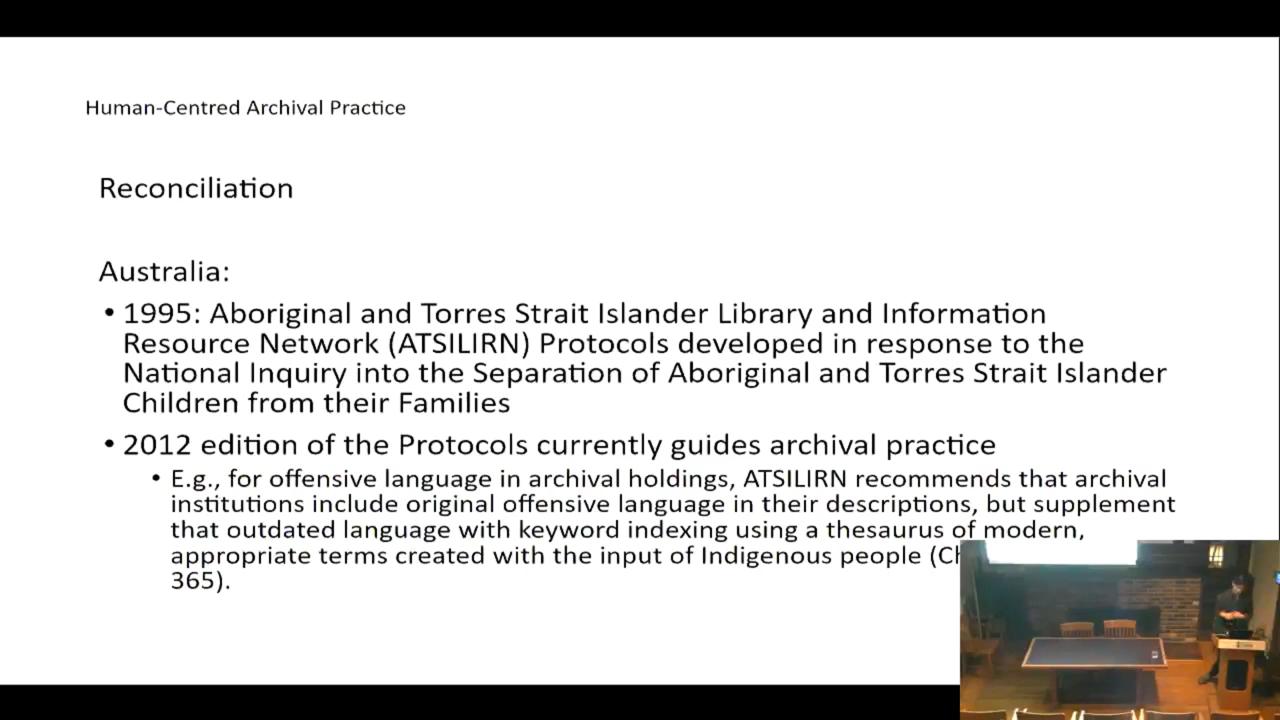 Human-Centred Archival Practice
Reconciliation
Australia:
• 1995: Aboriginal and Torres Strait Islander Library and Information
Resource Network (ATSILIRN) Protocols developed in response to the
National Inquiry into the Separation of Aboriginal and Torres Strait Islander
Children from their Families
• 2012 edition of the Protocols currently guides archival practice
• E.g., for offensive language in archival holdings, ATSILIRN recommends that archival
institutions include original offensive language in their descriptions, but supplement
that outdated language with keyword indexing using a thesaurus of modern,
appropriate terms created with the input of Indigenous people
365).